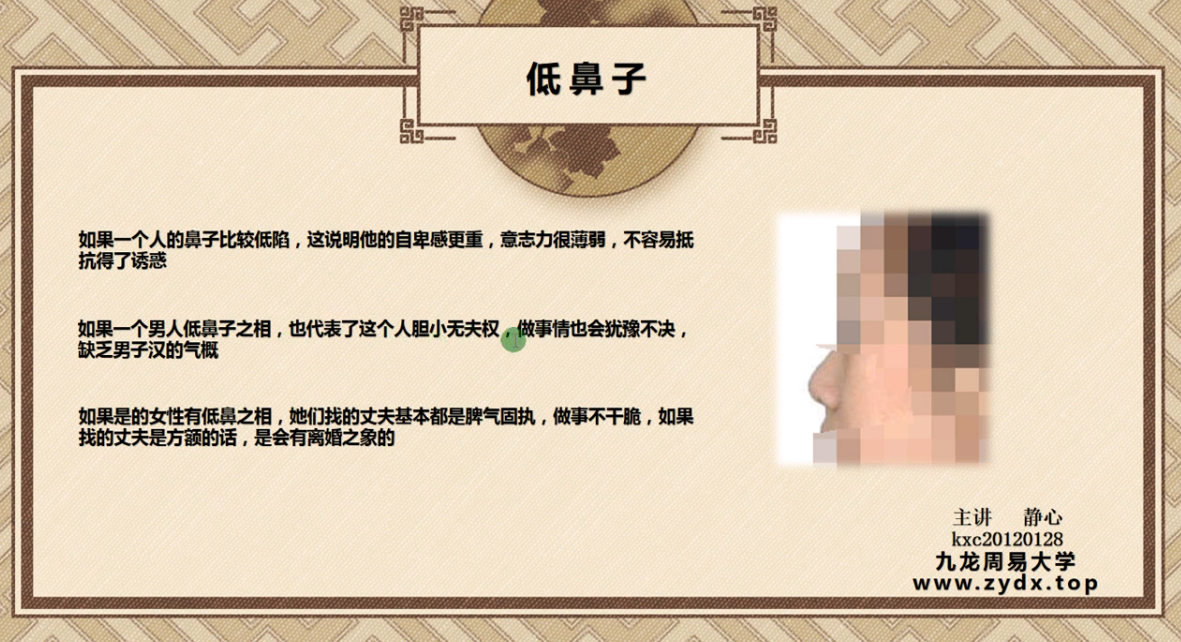 低鼻子
如果一个人的鼻子比较低陷，这说明他的自卑感更重，意志力很薄弱，不容易抵
抗得了诱惑
如果一个男人低鼻子之相，也代表了这个人胆小无夫权，做事情也会犹豫不决，
缺乏男子汉的气概
如果是的女性有低鼻之相，她们找的丈夫基本都是脾气固执，做事不干脆，如果
找的丈夫是方额的话，是会有离婚之象的
主讲 静心
kxc20120128
九龙周易大学
www.zydx.top